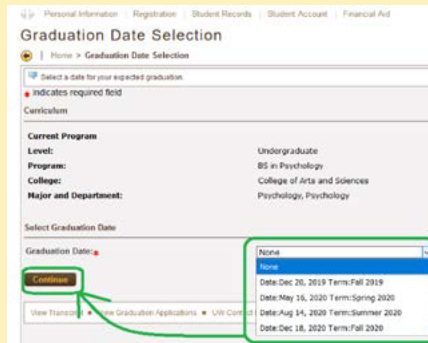 Personal Information | Registration | Student Records | Student Account | Financial Aid
Graduation Date Selection
Home > Graduation Date Selection
Select a date for your expected graduation.
* indicates required field
Curriculum
Current Program
Level: Undergraduate
Program: BS in Psychology
College: College of Arts and Sciences
Major and Department: Psychology, Psychology
Select Graduation Date
Graduation Date:* None
None
Continue
Date:Dec 20, 2019 Term:Fall 2019
Date:May 16, 2020 Term:Spring 2020
Date:Aug 14, 2020 Term:Summer 2020
Date:Dec 18, 2020 Term:Fall 2020
View Transcript • View Graduation Applications • UW